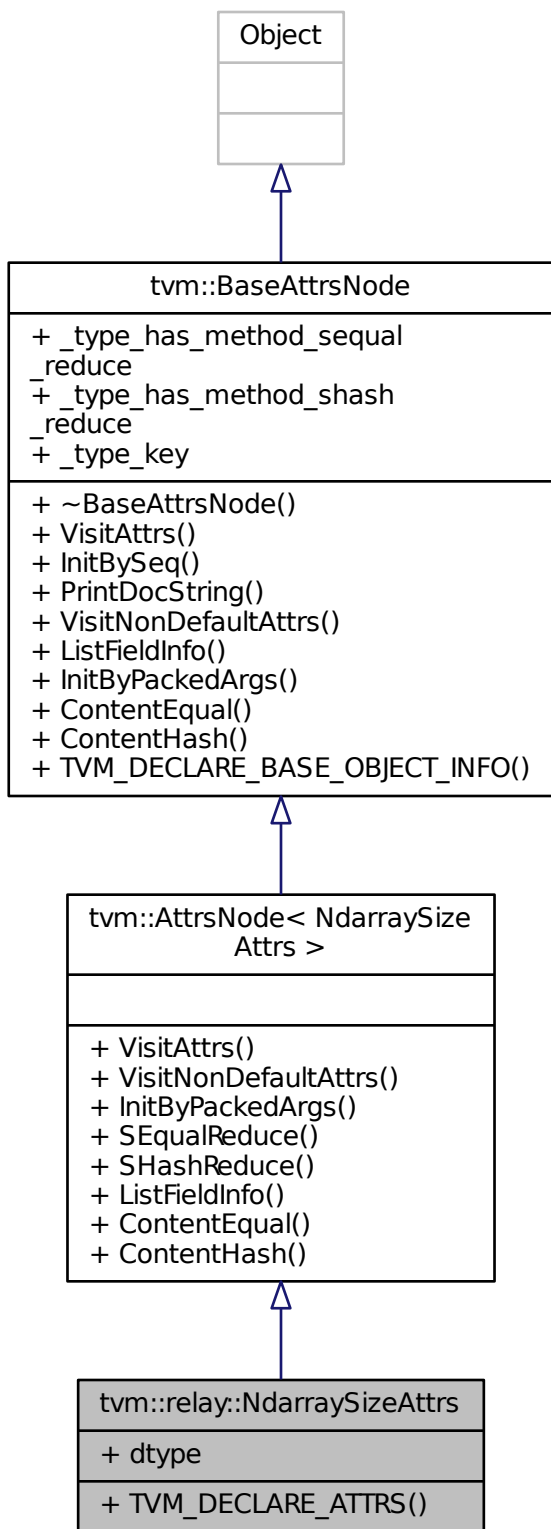 Object
tvm::BaseAttrsNode
+ _type_has_method_sequal
_reduce
+ _type_has_method_shash
_reduce
+ _type_key
+ ~BaseAttrsNode()
+ VisitAttrs()
+ InitBySeq()
+ PrintDocString()
+ VisitNonDefaultAttrs()
+ ListFieldInfo()
+ InitByPackedArgs()
+ ContentEqual()
+ ContentHash()
+ TVM_DECLARE_BASE_OBJECT_INFO()
tvm::AttrsNode< NdarraySize
Attrs >
+ VisitAttrs()
+ VisitNonDefaultAttrs()
+ InitByPackedArgs()
+ SEqualReduce()
+ SHashReduce()
+ ListFieldInfo()
+ ContentEqual()
+ ContentHash()
tvm::relay::NdarraySizeAttrs
+ dtype
+ TVM_DECLARE_ATTRS()